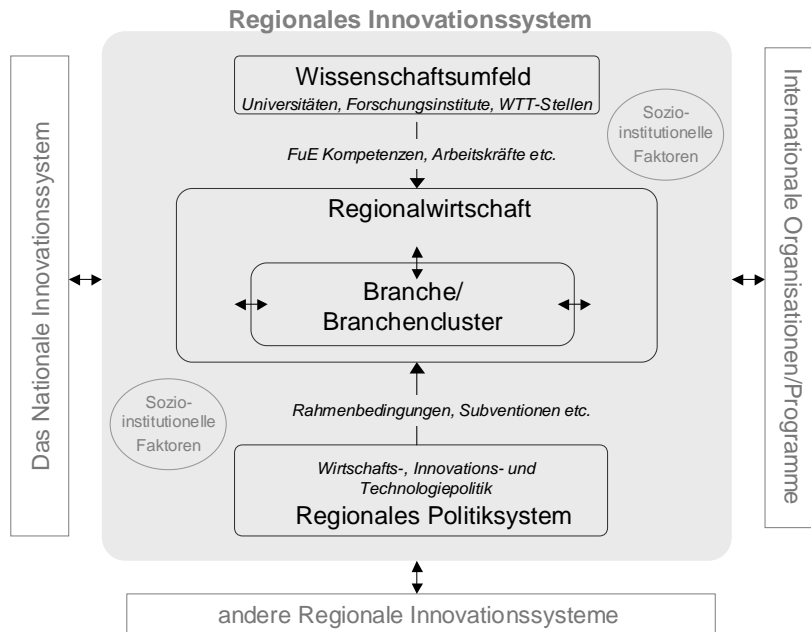 Regionales Innovationssystem
Wissenschaftsumfeld
Universitäten, Forschungsinstitute, WTT-Stellen
Sozio-
institutionelle
Faktoren
FuE Kompetenzen, Arbeitskräfte etc.
Regionalwirtschaft
Branche/
Branchencluster
Das Nationale Innovationssystem
Internationale Organisationen/Programme
Sozio-
institutionelle
Faktoren
Rahmenbedingungen, Subventionen etc.
Wirtschafts-, Innovations- und
Technologiepolitik
Regionales Politiksystem
andere Regionale Innovationssysteme